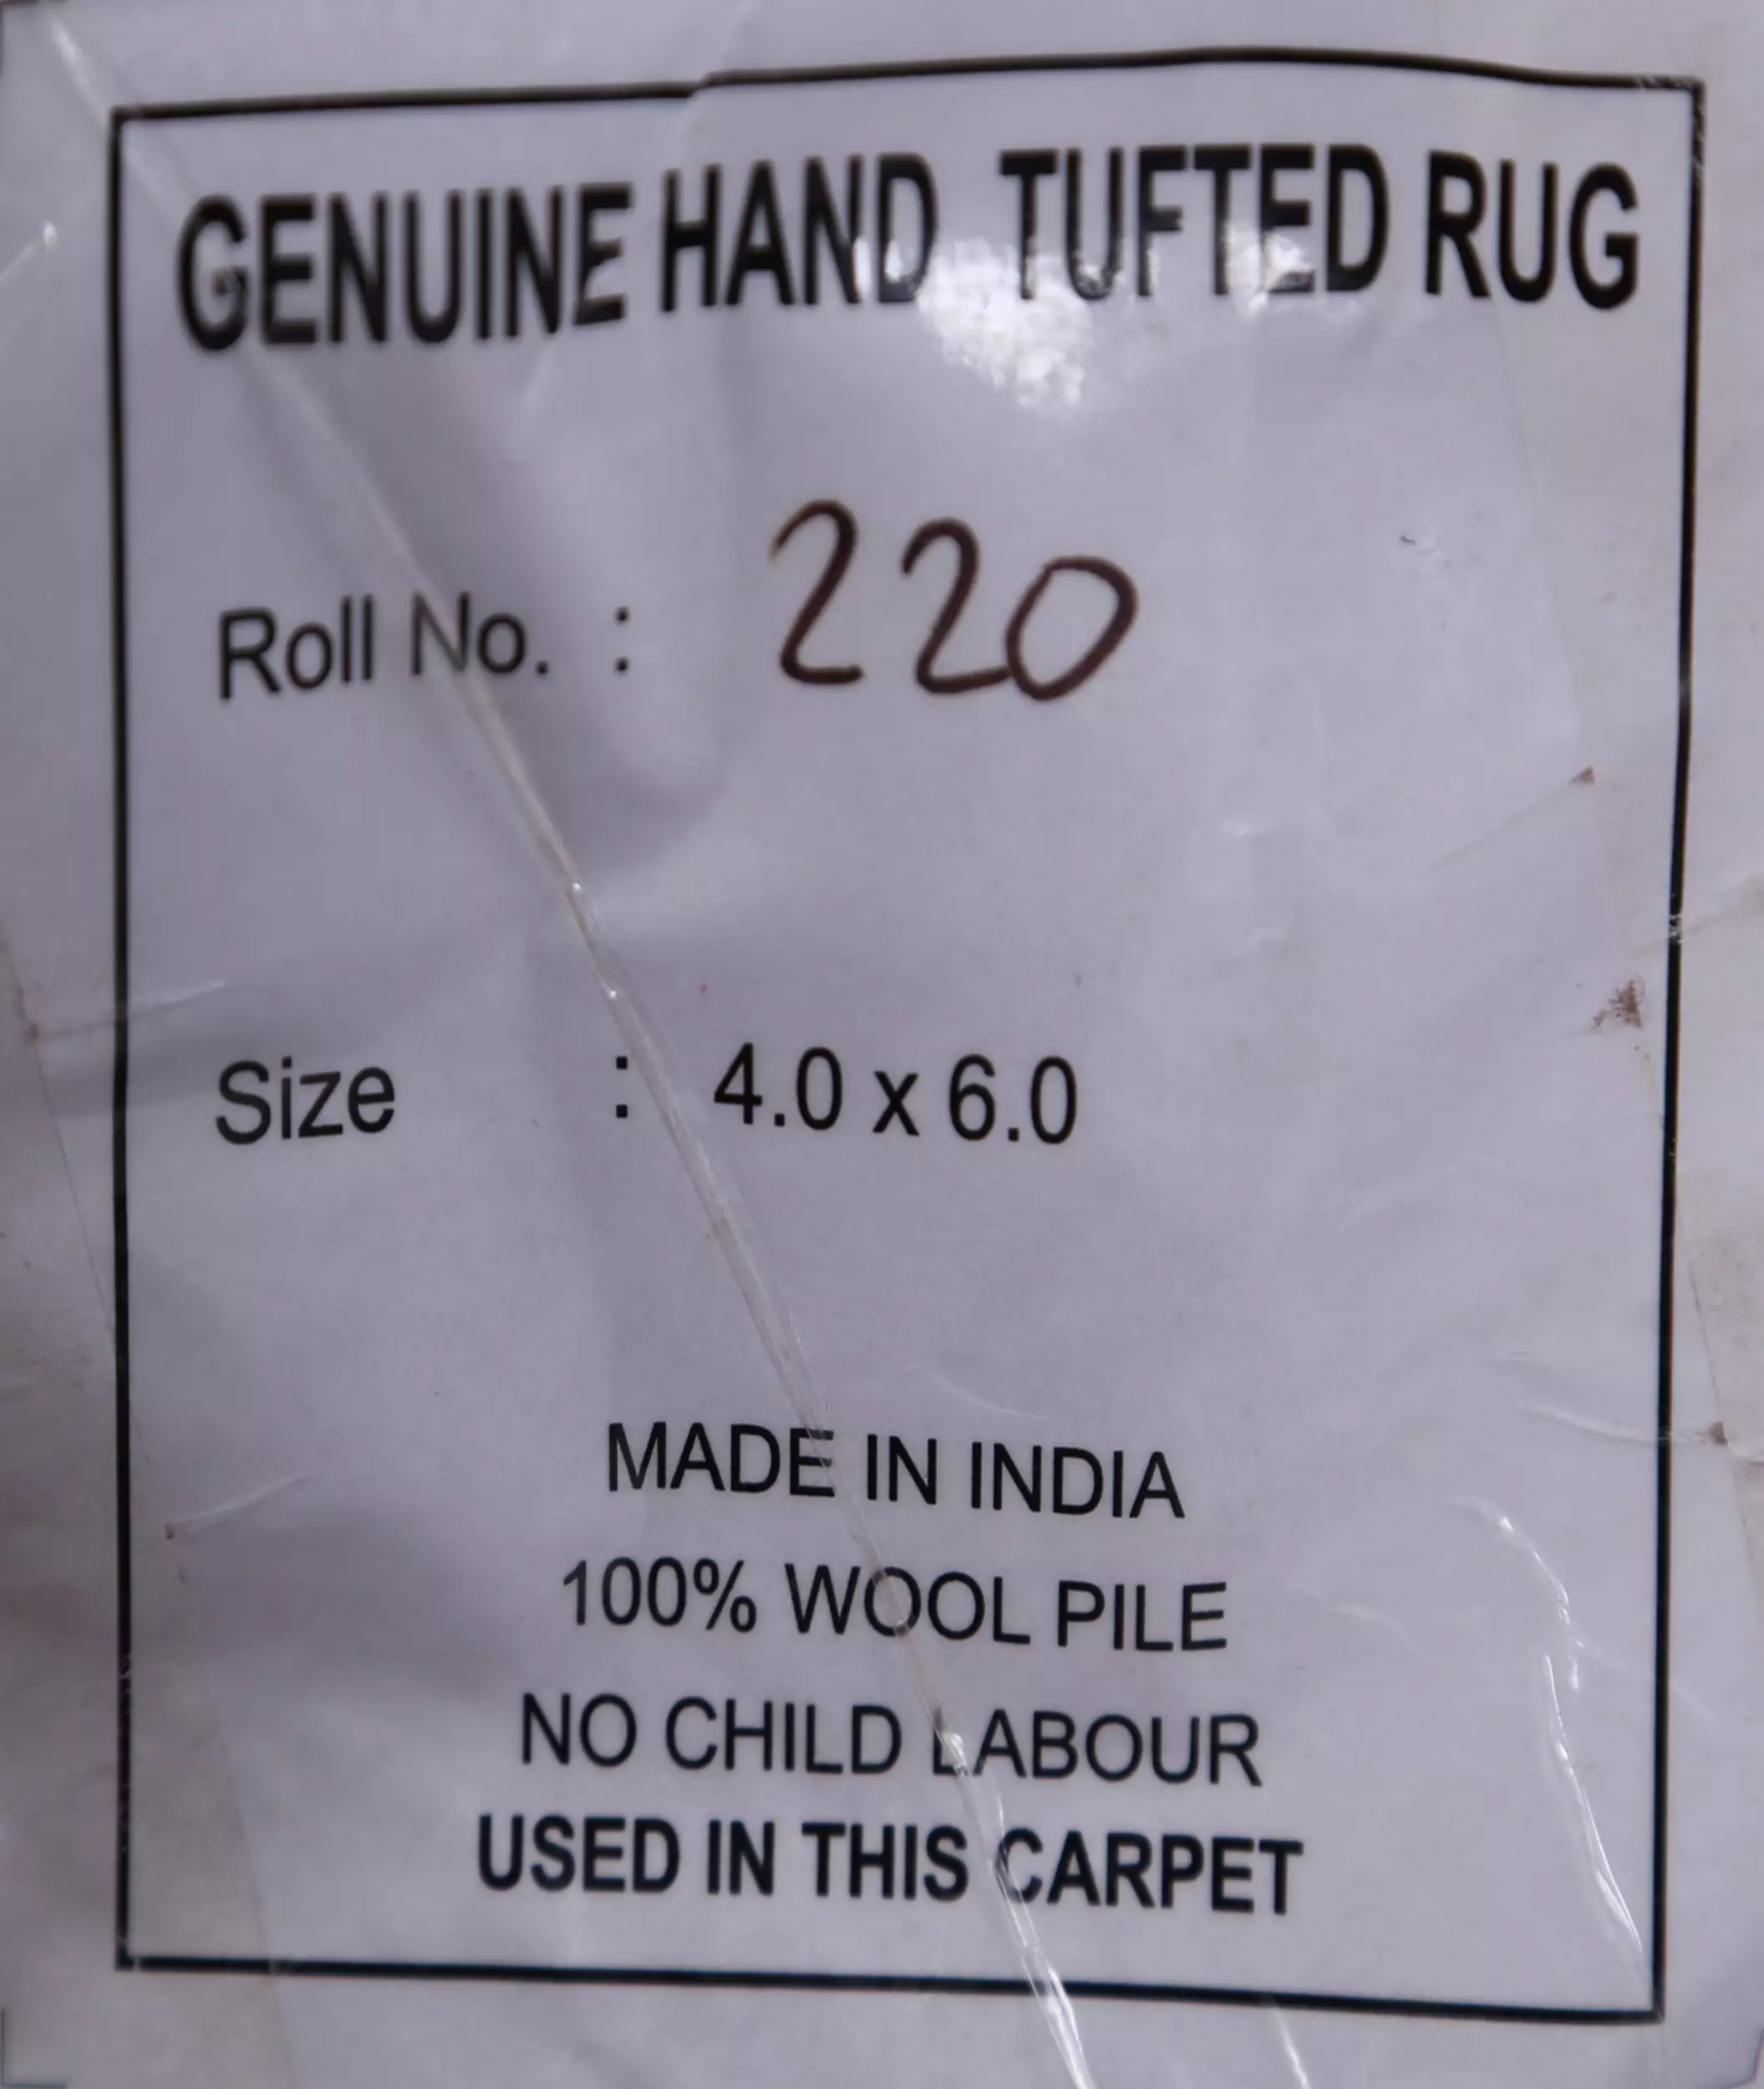 GENUINE HAND TUFTED RUG
Roll No. : 220
Size : 4.0 x 6.0
MADE IN INDIA
100% WOOL PILE
NO CHILD LABOUR
USED IN THIS CARPET